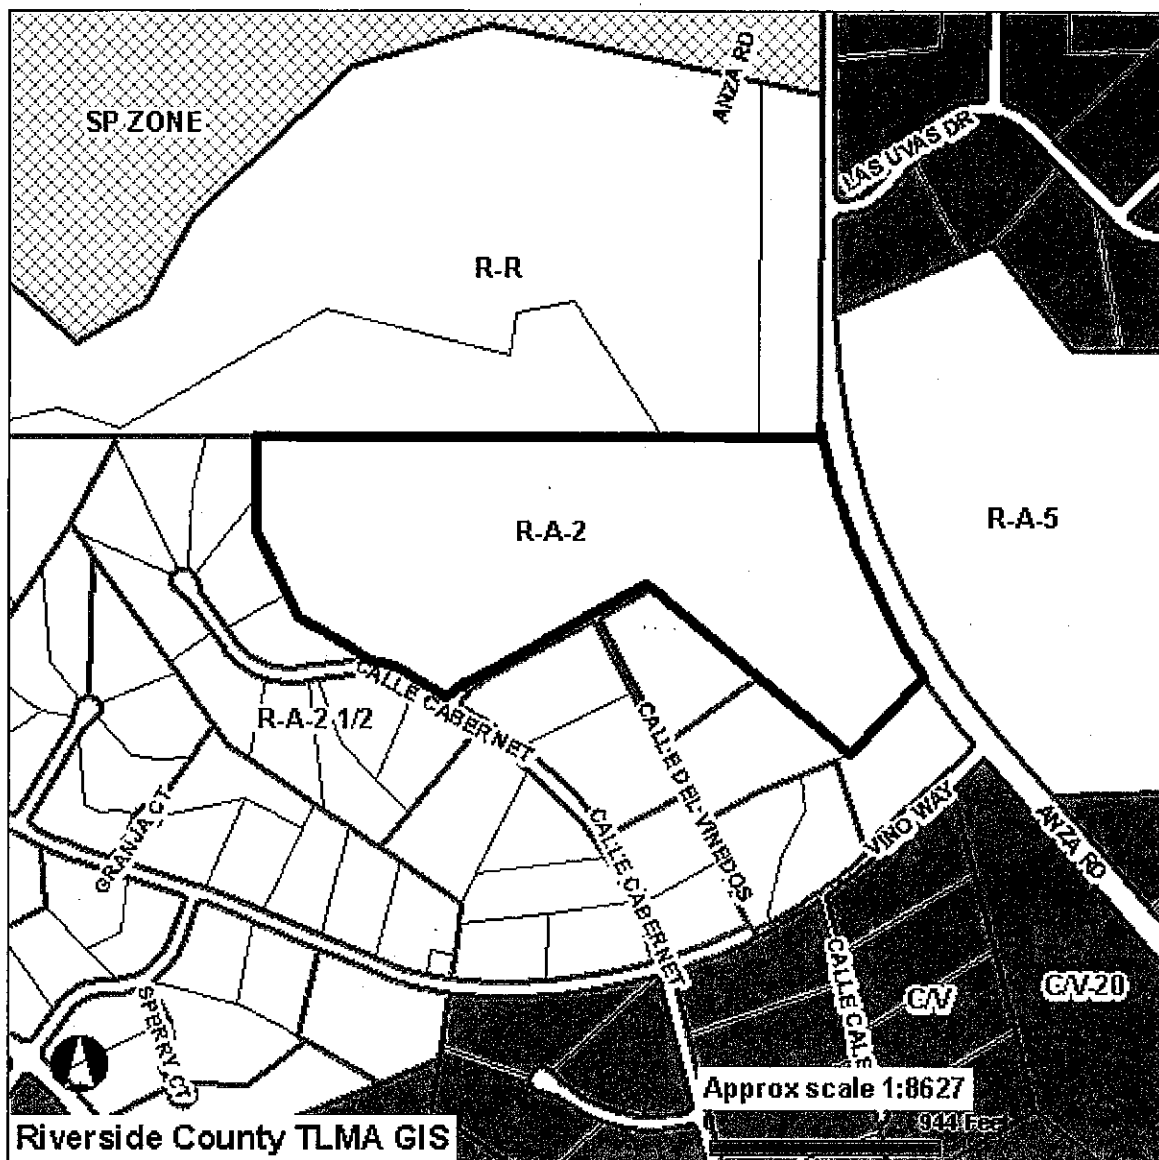 SP ZONE
ANZA RD
LAS UVAS DR
R-R
R-A-2
R-A-5
CALLE CABERNET
R-A-2 1/2
CALLE DEL VINEDOS
GRANJA CT
CALLE CABERNET
VINO WAY
ANZA RD
SPERRY CT
CALLE CALE
C/V
C/V-20
Approx scale 1:8627
944 Feet
Riverside County TLMA GIS